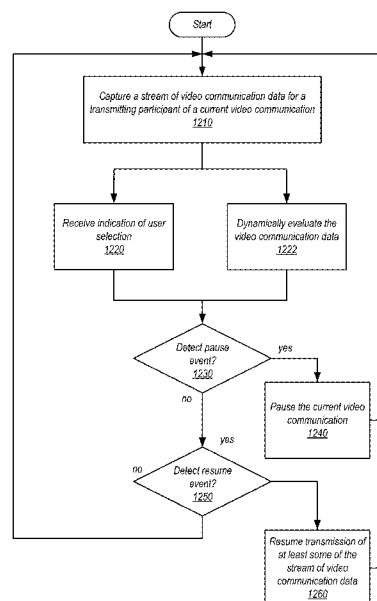 Start
Capture a stream of video communication data for a
transmitting participant of a current video communication
1210
Receive indication of user
selection
1220
Dynamically evaluate the
video communication data
1222
Detect pause
event?
1230
yes
no
Pause the current video
communication
1240
yes
no
Detect resume
event?
1250
Resume transmission of
at least some of the
stream of video
communication data
1260